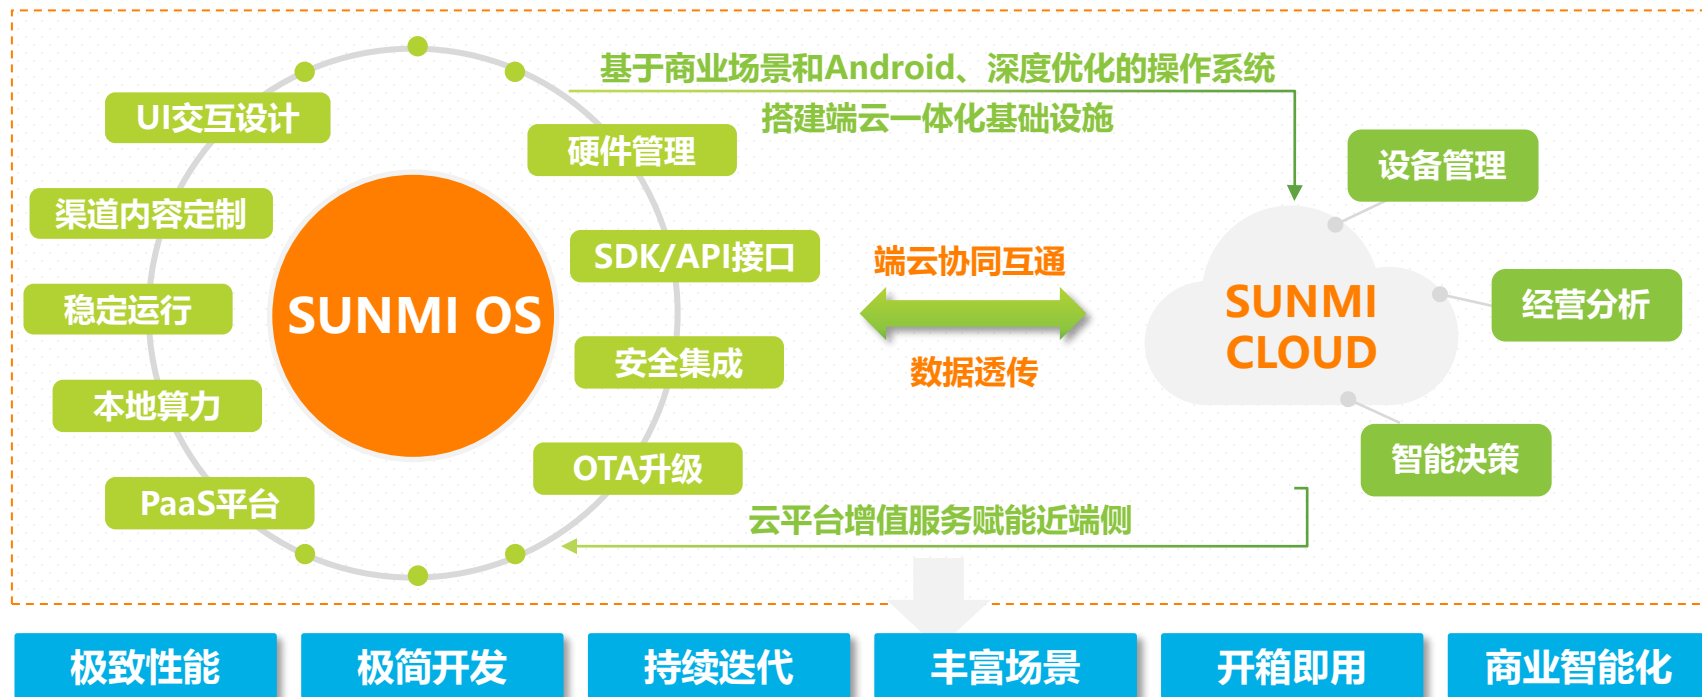 基于商业场景和Android、深度优化的操作系统
搭建端云一体化基础设施
UI交互设计
渠道内容定制
稳定运行
本地算力
PaaS平台
SUNMI OS
硬件管理
SDK/API接口
安全集成
OTA升级
端云协同互通
数据透传
SUNMI
CLOUD
设备管理
经营分析
智能决策
云平台增值服务赋能近端侧
极致性能
极简开发
持续迭代
丰富场景
开箱即用
商业智能化